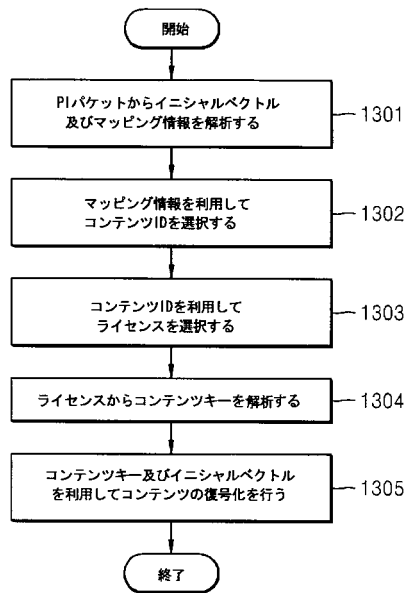 開始
PIパケットからイニシャルベクトル
及びマッピング情報を解析する
1301
マッピング情報を利用して
コンテンツIDを選択する
1302
コンテンツIDを利用して
ライセンスを選択する
1303
ライセンスからコンテンツキーを解析する
1304
コンテンツキー及びイニシャルベクトル
を利用してコンテンツの復号化を行う
1305
終了